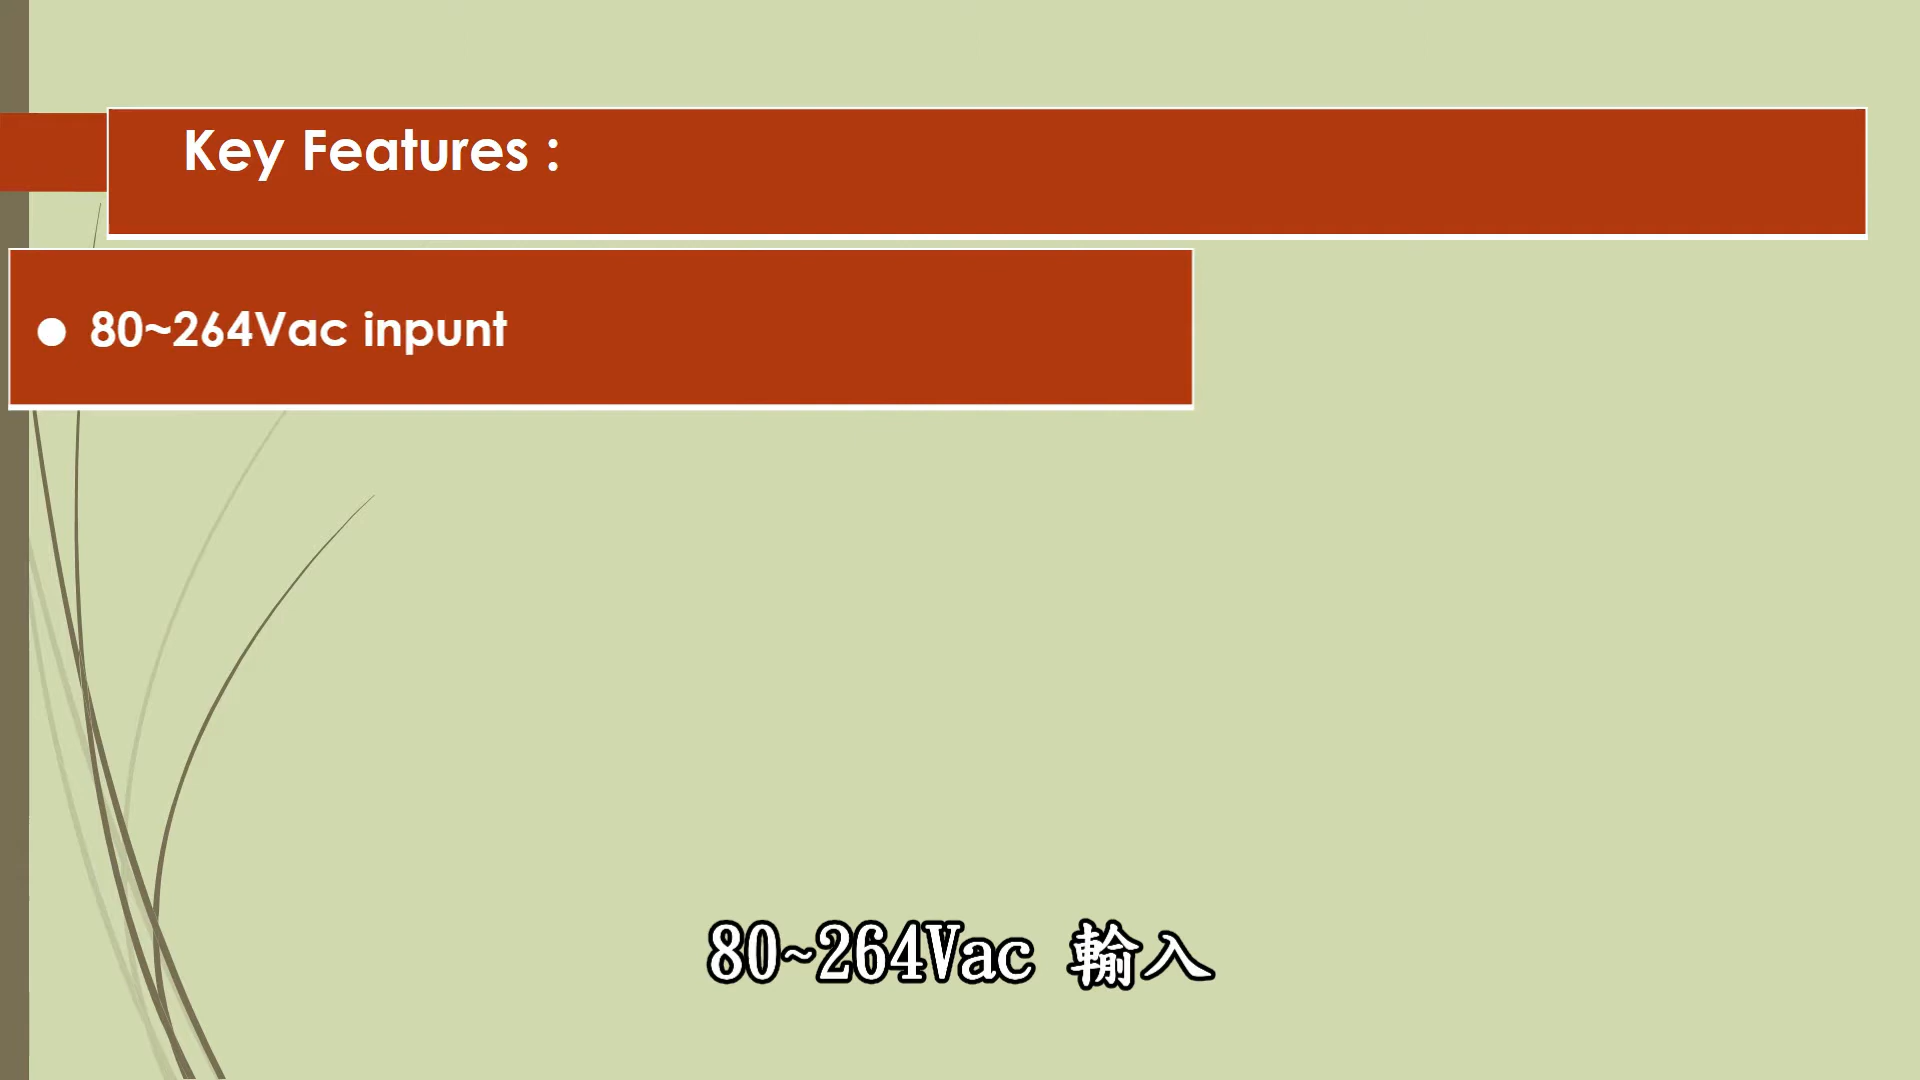 Key Features :
● 80~264Vac inpunt
80~264Vac 輸入